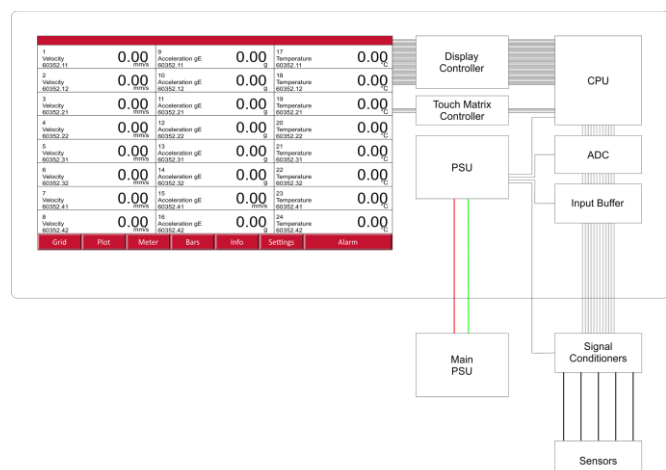 1
Velocity
60352.11
0.00
mm/s
9
Acceleration gE
60352.11
0.00
g
17
Temperature
60352.11
0.00
°C
2
Velocity
60352.12
0.00
mm/s
10
Acceleration gE
60352.12
0.00
g
18
Temperature
60352.12
0.00
°C
3
Velocity
60352.21
0.00
mm/s
11
Acceleration gE
60352.21
0.00
g
19
Temperature
60352.21
0.00
°C
4
Velocity
60352.22
0.00
mm/s
12
Acceleration gE
60352.22
0.00
g
20
Temperature
60352.22
0.00
°C
5
Velocity
60352.31
0.00
mm/s
13
Acceleration gE
60352.31
0.00
g
21
Temperature
60352.31
0.00
°C
6
Velocity
60352.32
0.00
mm/s
14
Acceleration gE
60352.32
0.00
g
22
Temperature
60352.32
0.00
°C
7
Velocity
60352.41
0.00
mm/s
15
Acceleration gE
60352.41
0.00
mm/s
23
Temperature
60352.41
0.00
°C
8
Velocity
60352.42
0.00
mm/s
16
Acceleration gE
60352.42
0.00
g
24
Temperature
60352.42
0.00
°C
Grid Plot Meter Bars Info Settings Alarm
Display
Controller
CPU
Touch Matrix
Controller
PSU
ADC
Input Buffer
Main
PSU
Signal
Conditioners
Sensors